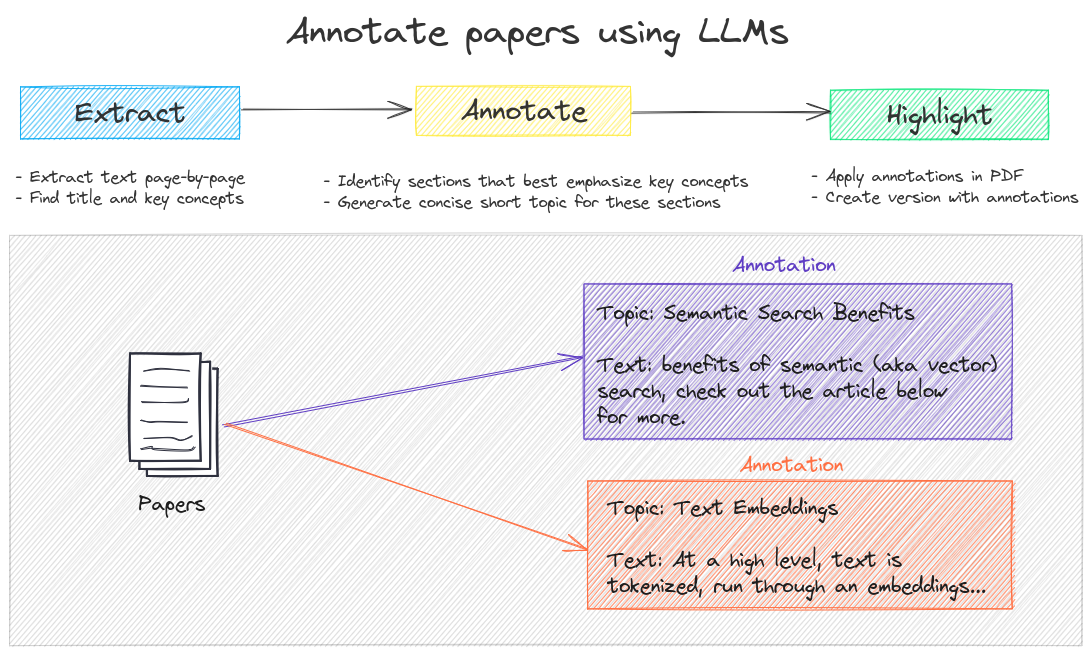 Annotate papers using LLMs
Extract
Annotate
Highlight
- Extract text page-by-page
- Find title and key concepts
- Identify sections that best emphasize key concepts
- Generate concise short topic for these sections
- Apply annotations in PDF
- Create version with annotations
Annotation
Topic: Semantic Search Benefits
Text: benefits of semantic (aka vector)
search, check out the article below
for more.
Papers
Annotation
Topic: Text Embeddings
Text: At a high level, text is
tokenized, run through an embeddings...